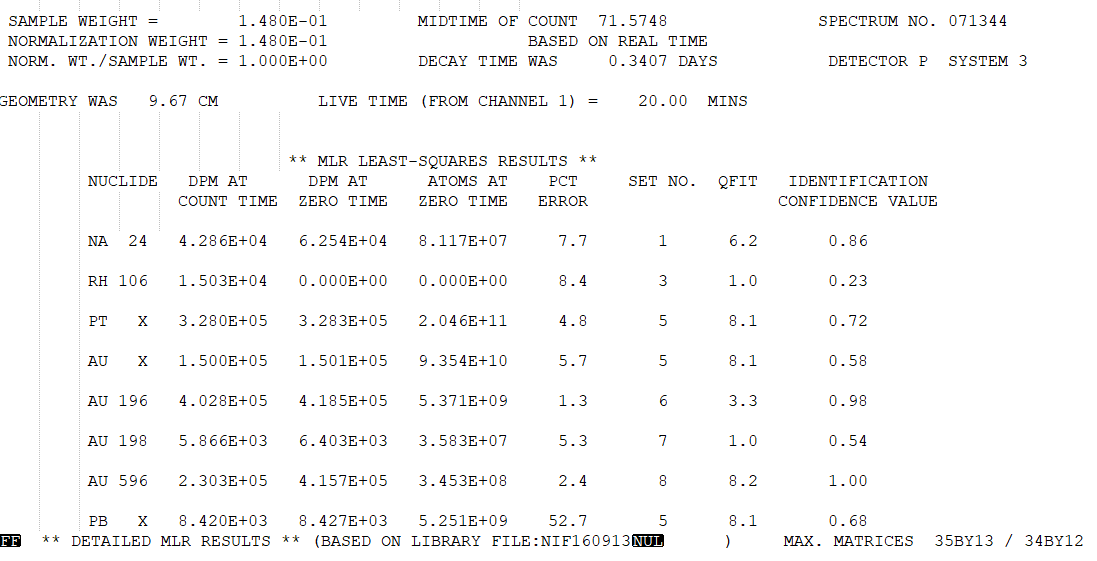 SAMPLE WEIGHT = 1.480E-01 MIDTIME OF COUNT 71.5748 SPECTRUM NO. 071344
NORMALIZATION WEIGHT = 1.480E-01 BASED ON REAL TIME
NORM. WT./SAMPLE WT. = 1.000E+00 DECAY TIME WAS 0.3407 DAYS DETECTOR P SYSTEM 3
GEOMETRY WAS 9.67 CM LIVE TIME (FROM CHANNEL 1) = 20.00 MINS
** MLR LEAST-SQUARES RESULTS **
NUCLIDE DPM AT DPM AT ATOMS AT PCT SET NO. QFIT IDENTIFICATION
COUNT TIME ZERO TIME ZERO TIME ERROR CONFIDENCE VALUE
NA 24 4.286E+04 6.254E+04 8.117E+07 7.7 1 6.2 0.86
RH 106 1.503E+04 0.000E+00 0.000E+00 8.4 3 1.0 0.23
PT X 3.280E+05 3.283E+05 2.046E+11 4.8 5 8.1 0.72
AU X 1.500E+05 1.501E+05 9.354E+10 5.7 5 8.1 0.58
AU 196 4.028E+05 4.185E+05 5.371E+09 1.3 6 3.3 0.98
AU 198 5.866E+03 6.403E+03 3.583E+07 5.3 7 1.0 0.54
AU 596 2.303E+05 4.157E+05 3.453E+08 2.4 8 8.2 1.00
PB X 8.420E+03 8.427E+03 5.251E+09 52.7 5 8.1 0.68
FF ** DETAILED MLR RESULTS ** (BASED ON LIBRARY FILE:NIF160913NUL ) MAX. MATRICES 35BY13 / 34BY12